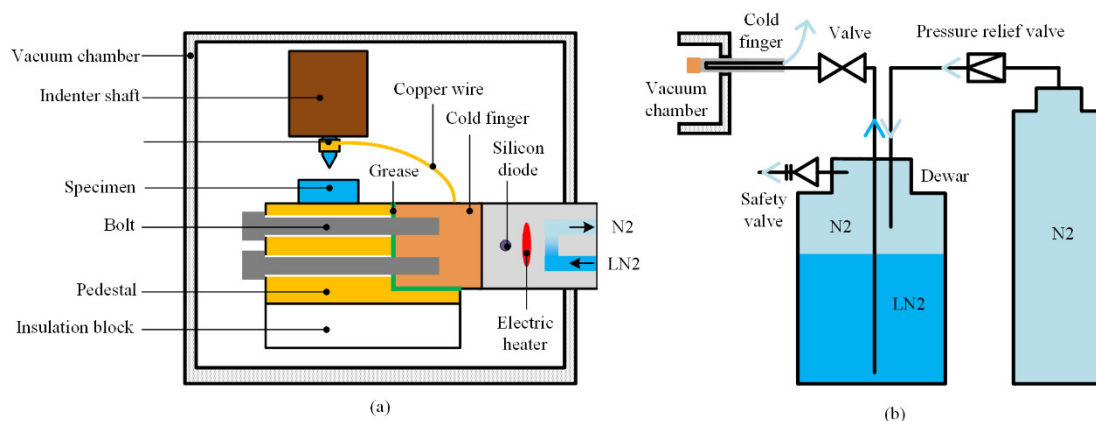 Vacuum chamber
Indenter shaft
Specimen
Bolt
Pedestal
Insulation block
Copper wire
Cold finger
Silicon
diode
Grease
N2
LN2
Electric
heater
(a)
Cold
finger
Valve
Pressure relief valve
Vacuum
chamber
Safety
valve
Dewar
N2
LN2
N2
(b)